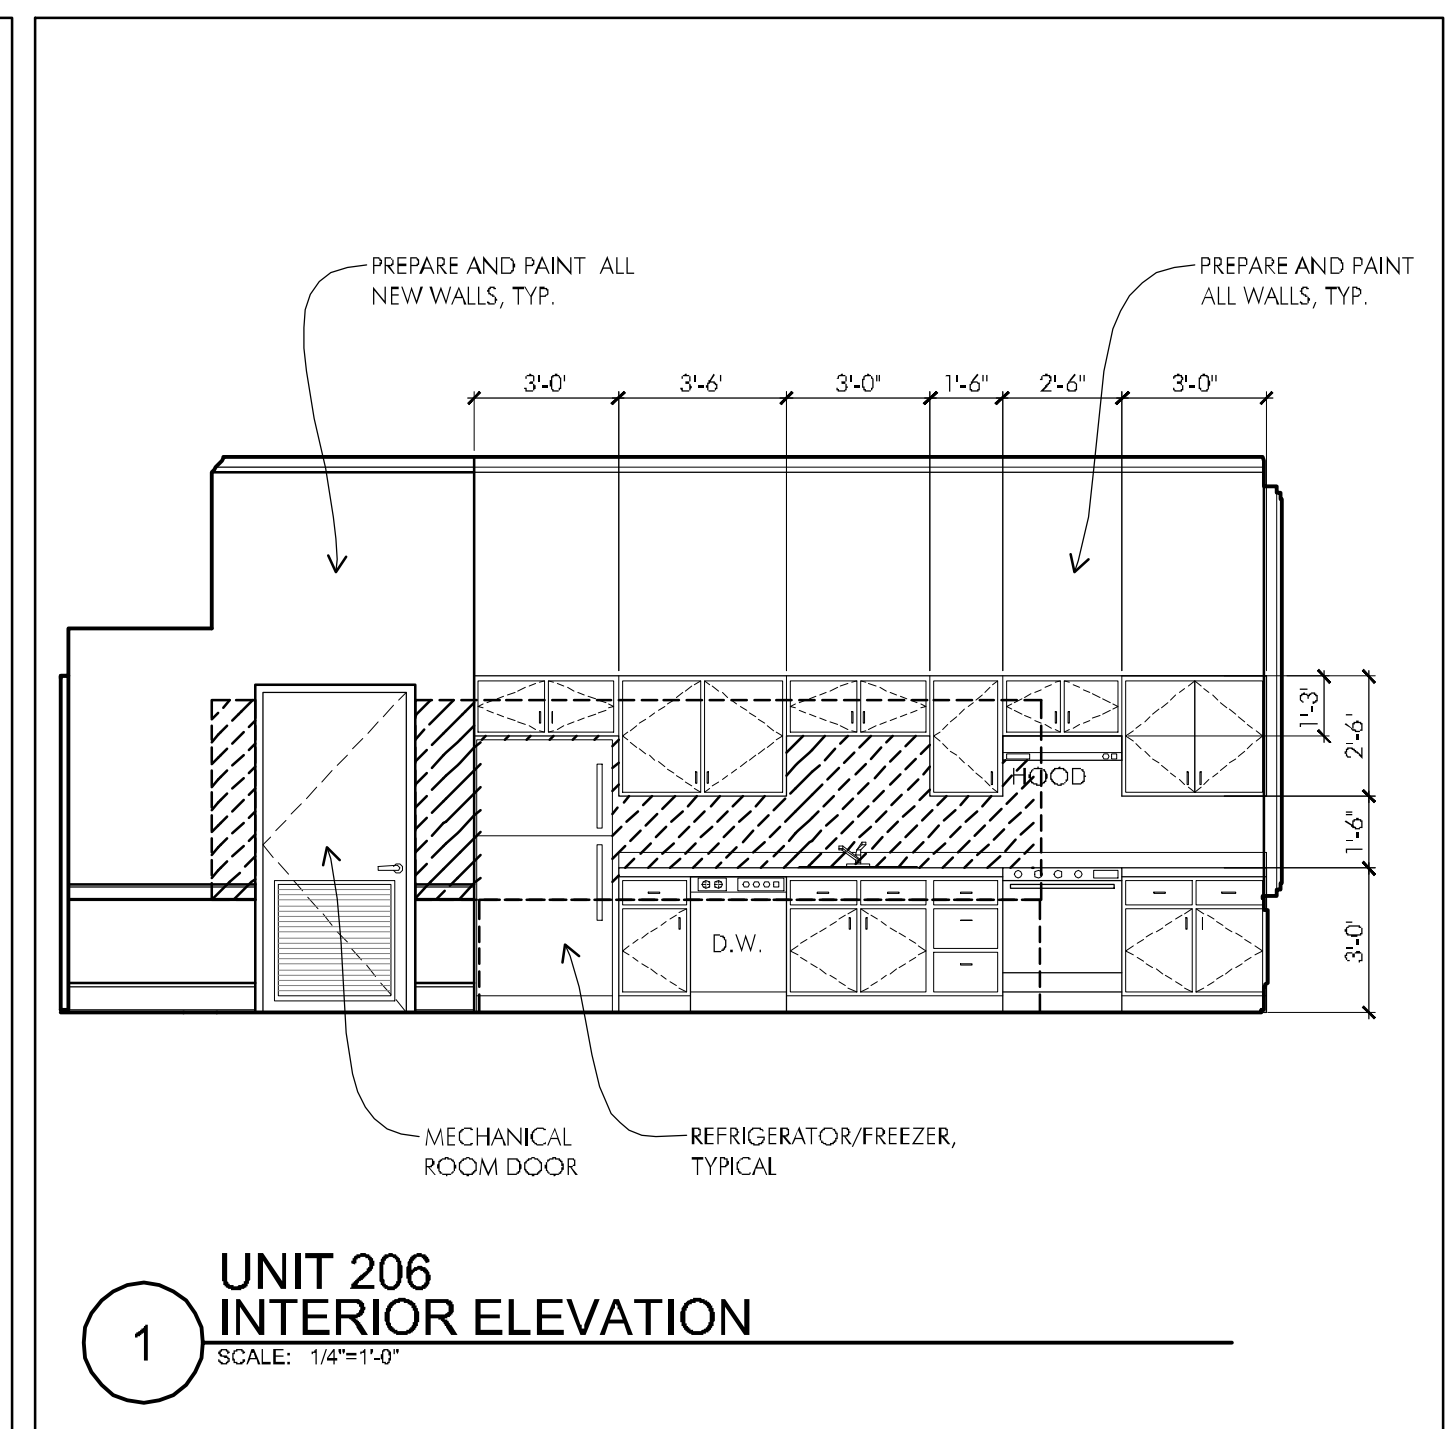 PREPARE AND PAINT ALL
NEW WALLS, TYP.
PREPARE AND PAINT
ALL WALLS, TYP.
3'-0'
3'-6'
3'-0"
1'-6"
2'-6"
3'-0"
1'-3'
2'-6'
1'-6"
3'-0'
HOOD
D.W.
MECHANICAL
ROOM DOOR
REFRIGERATOR/FREEZER,
TYPICAL
1
UNIT 206
INTERIOR ELEVATION
SCALE: 1/4"=1'-0"